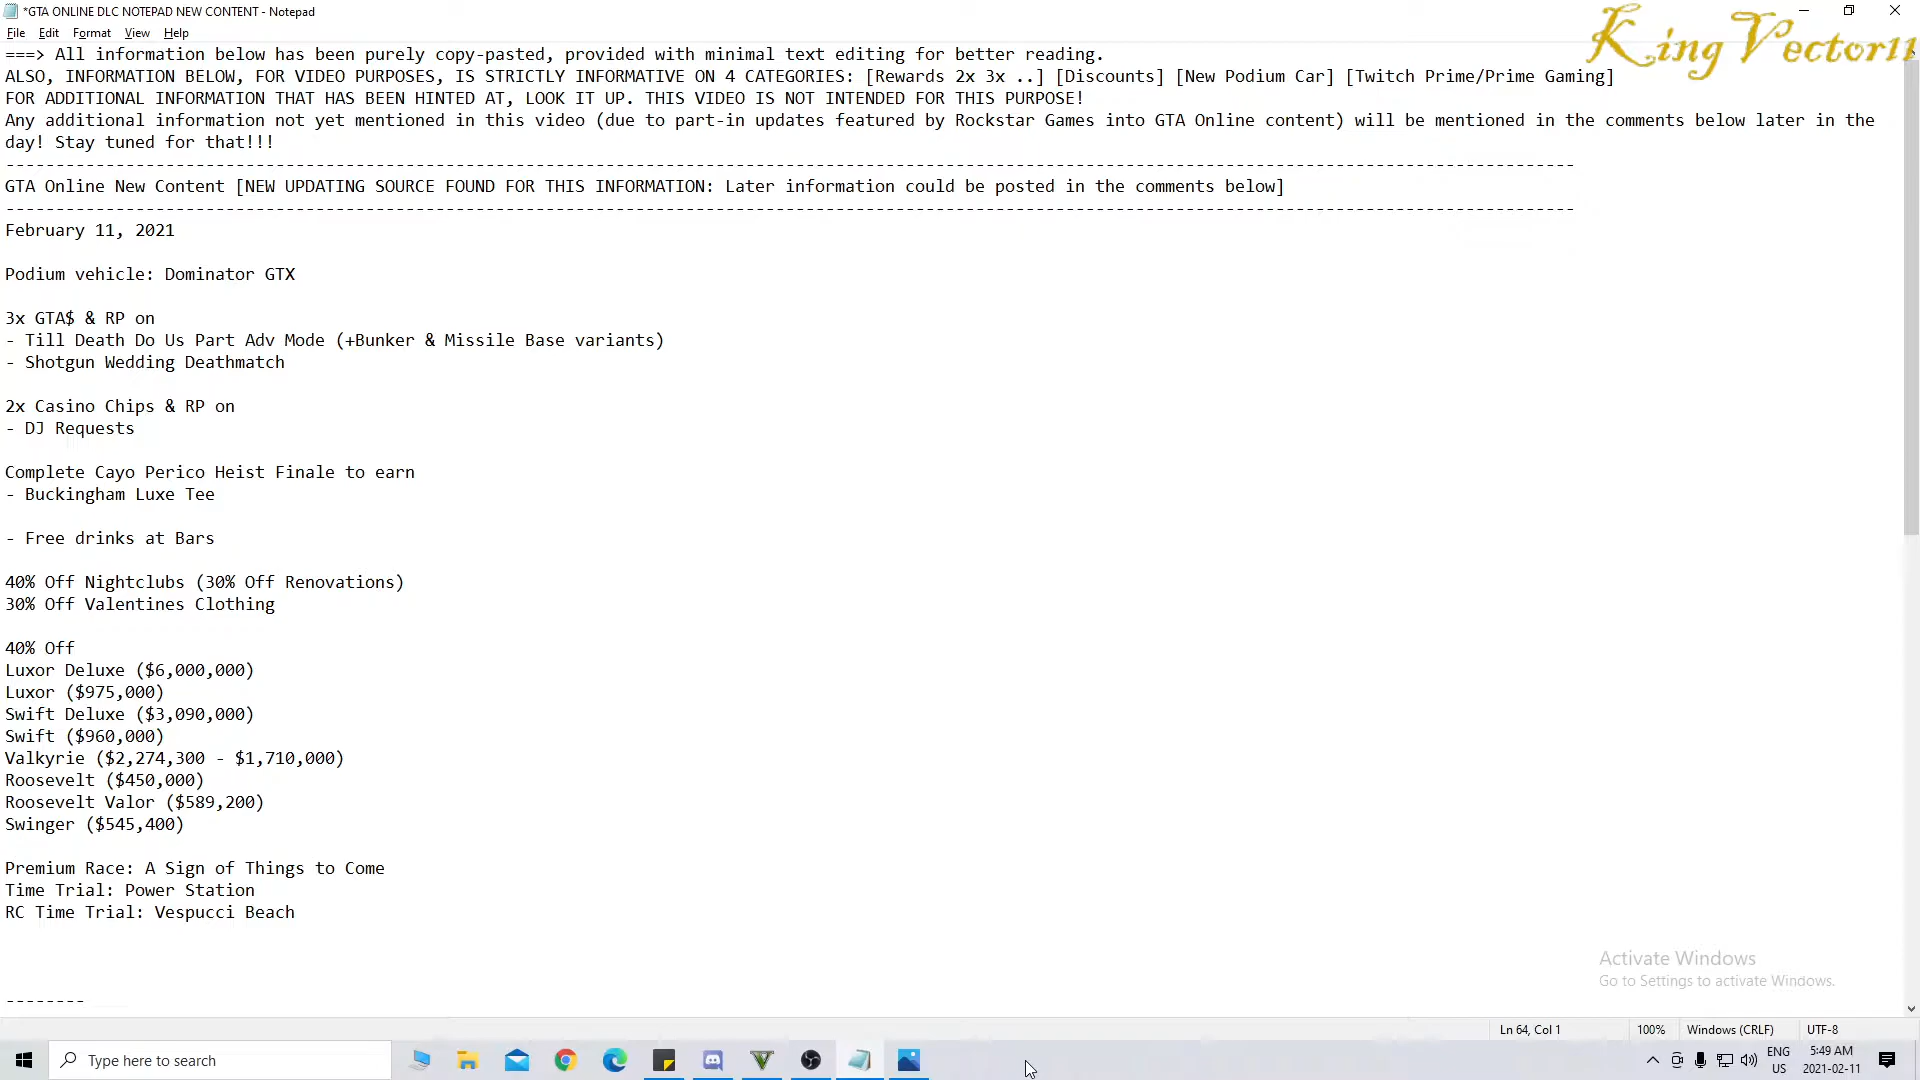 *GTA ONLINE DLC NOTEPAD NEW CONTENT - Notepad
King Vector11
File Edit Format View Help
===> All information below has been purely copy-pasted, provided with minimal text editing for better reading.
ALSO, INFORMATION BELOW, FOR VIDEO PURPOSES, IS STRICTLY INFORMATIVE ON 4 CATEGORIES: [Rewards 2x 3x ..] [Discounts] [New Podium Car] [Twitch Prime/Prime Gaming]
FOR ADDITIONAL INFORMATION THAT HAS BEEN HINTED AT, LOOK IT UP. THIS VIDEO IS NOT INTENDED FOR THIS PURPOSE!
Any additional information not yet mentioned in this video (due to part-in updates featured by Rockstar Games into GTA Online content) will be mentioned in the comments below later in the
day! Stay tuned for that!!!
-------------------------------------------------------------------------------------------------------------------------------------------------------------
GTA Online New Content [NEW UPDATING SOURCE FOUND FOR THIS INFORMATION: Later information could be posted in the comments below]
-------------------------------------------------------------------------------------------------------------------------------------------------------------
February 11, 2021
Podium vehicle: Dominator GTX
3x GTA$ & RP on
- Till Death Do Us Part Adv Mode (+Bunker & Missile Base variants)
- Shotgun Wedding Deathmatch
2x Casino Chips & RP on
- DJ Requests
Complete Cayo Perico Heist Finale to earn
- Buckingham Luxe Tee
- Free drinks at Bars
40% Off Nightclubs (30% Off Renovations)
30% Off Valentines Clothing
40% Off
Luxor Deluxe ($6,000,000)
Luxor ($975,000)
Swift Deluxe ($3,090,000)
Swift ($960,000)
Valkyrie ($2,274,300 - $1,710,000)
Roosevelt ($450,000)
Roosevelt Valor ($589,200)
Swinger ($545,400)
Premium Race: A Sign of Things to Come
Time Trial: Power Station
RC Time Trial: Vespucci Beach
Activate Windows
Go to Settings to activate Windows.
--------
Ln 64, Col 1 100% Windows (CRLF) UTF-8
Type here to search
ENG 5:49 AM
US 2021-02-11